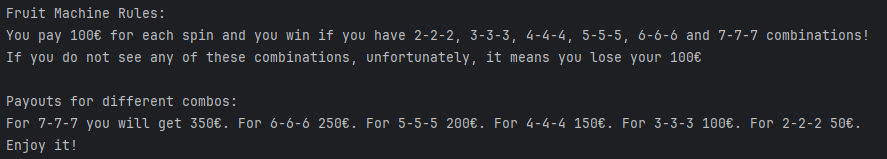 Fruit Machine Rules:
You pay 100€ for each spin and you win if you have 2-2-2, 3-3-3, 4-4-4, 5-5-5, 6-6-6 and 7-7-7 combinations!
If you do not see any of these combinations, unfortunately, it means you lose your 100€
Payouts for different combos:
For 7-7-7 you will get 350€. For 6-6-6 250€. For 5-5-5 200€. For 4-4-4 150€. For 3-3-3 100€. For 2-2-2 50€.
Enjoy it!